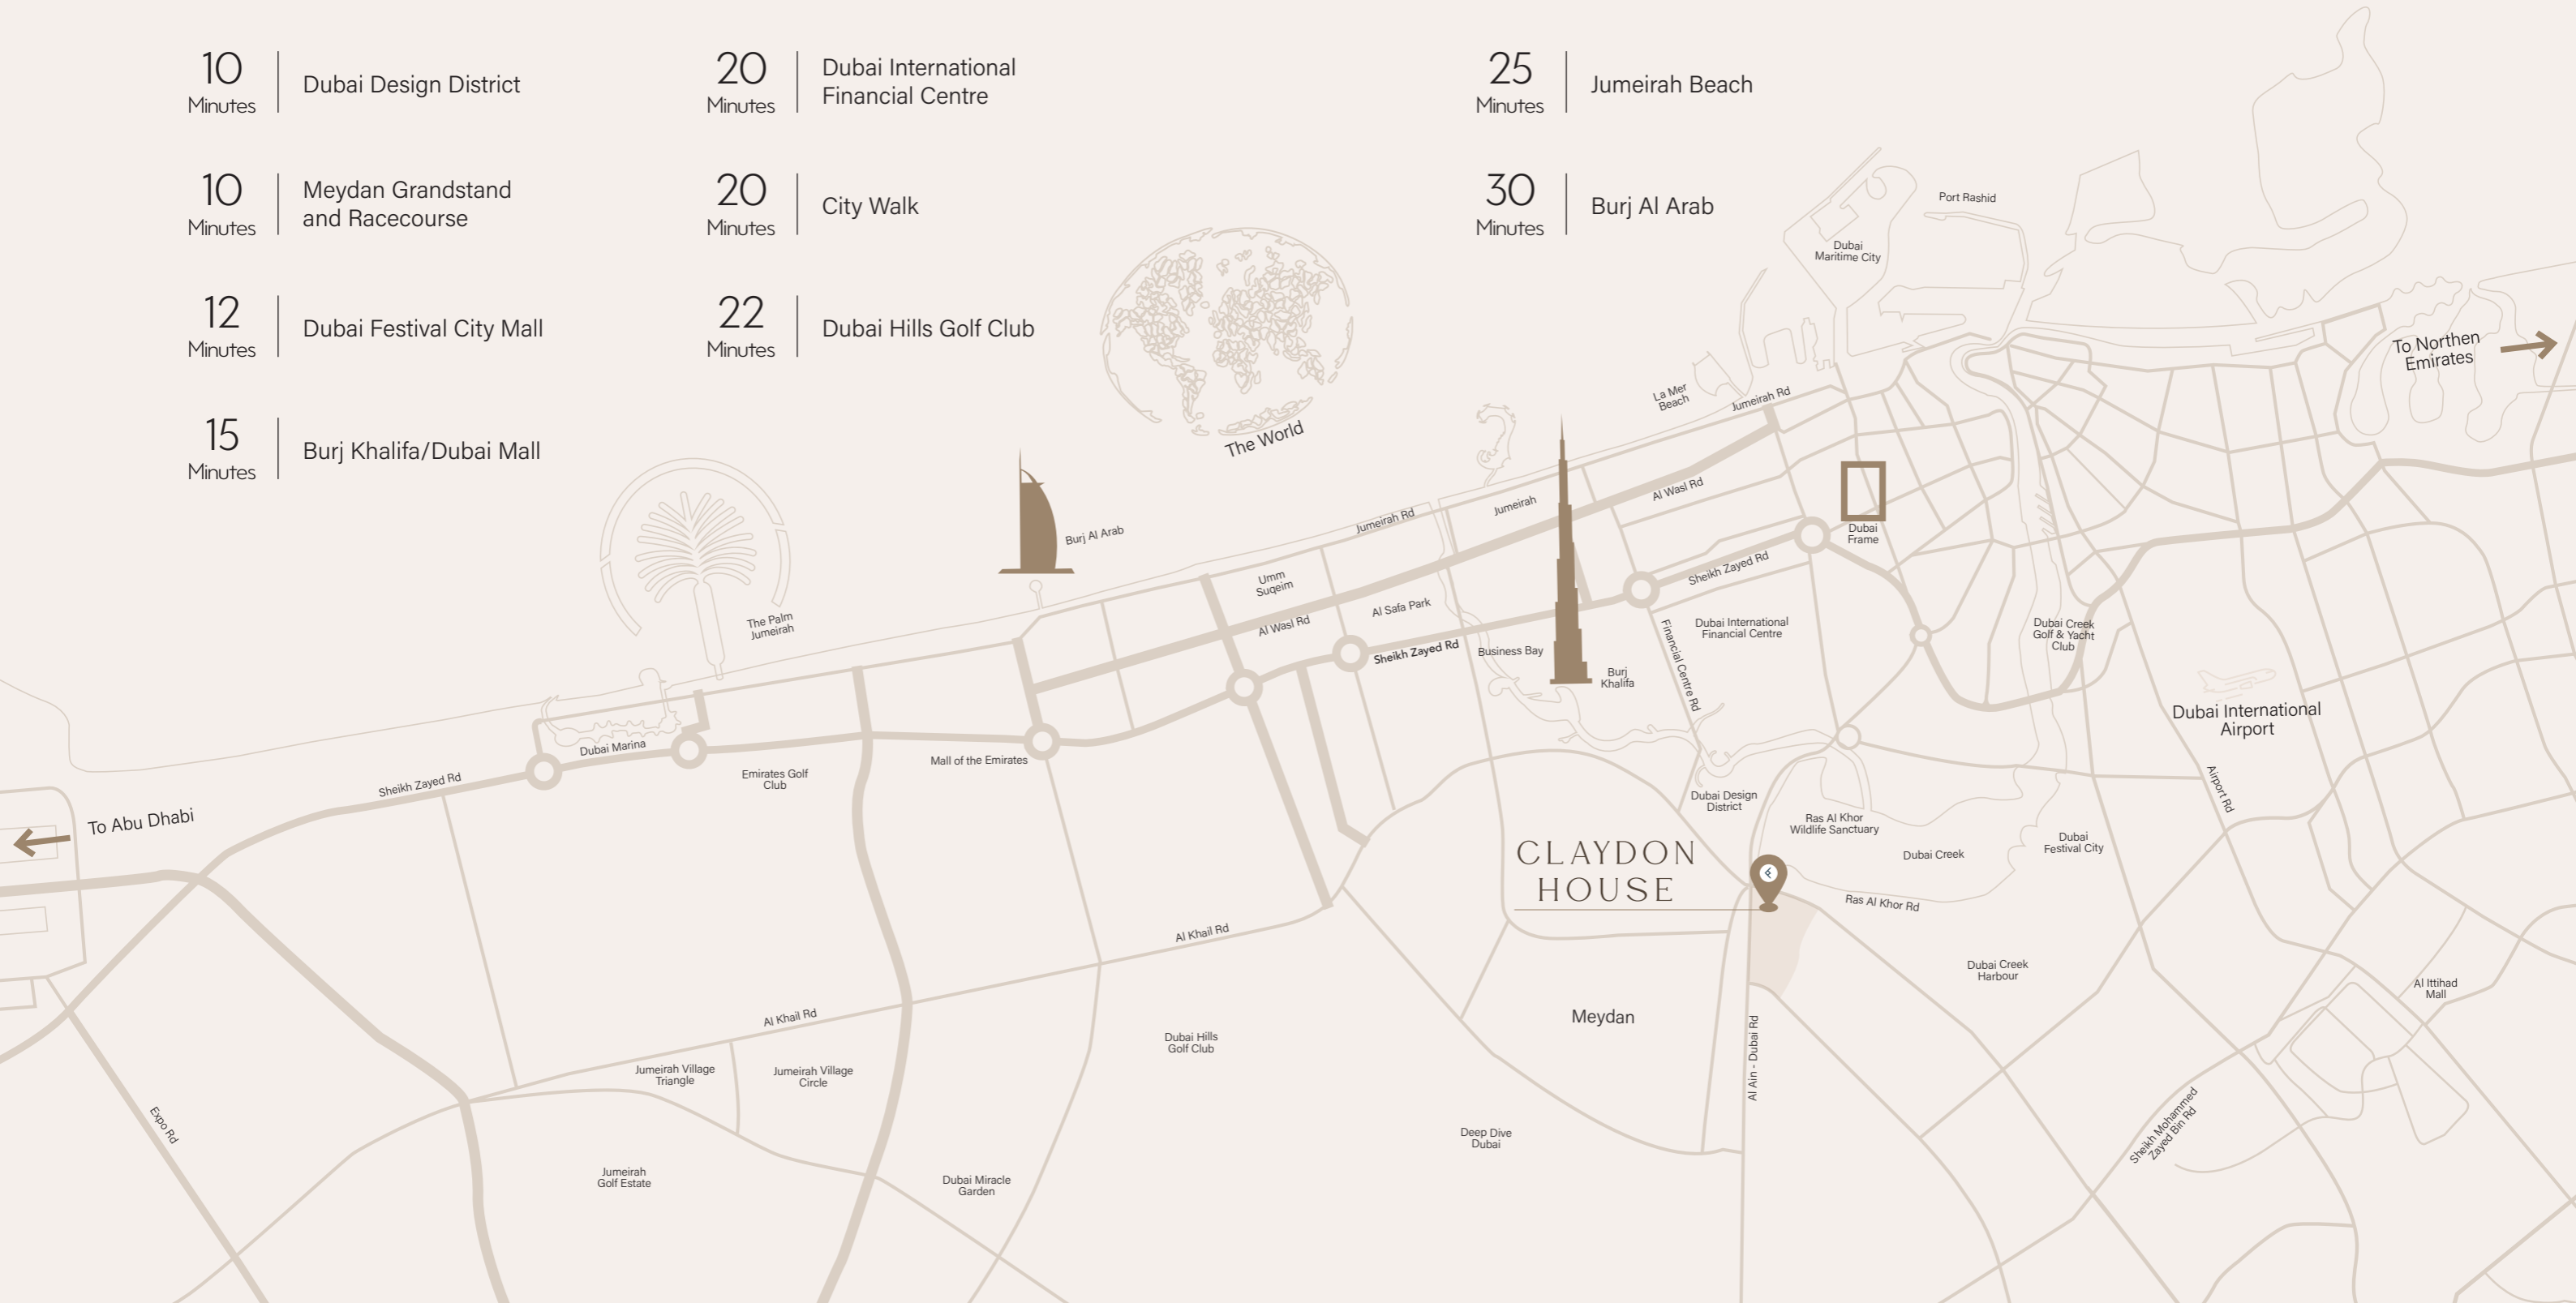 10
Minutes
Dubai Design District
10
Minutes
Meydan Grandstand
and Racecourse
12
Minutes
Dubai Festival City Mall
15
Minutes
Burj Khalifa/Dubai Mall
20
Minutes
Dubai International
Financial Centre
20
Minutes
City Walk
22
Minutes
Dubai Hills Golf Club
25
Minutes
Jumeirah Beach
30
Minutes
Burj Al Arab
Port Rashid
Dubai
Maritime City
To Northen
Emirates
La Mer
Beach
Jumeirah Rd
The World
Burj Al Arab
Jumeirah Rd
Jumeirah
Al Wasl Rd
Dubai
Frame
The Palm
Jumeirah
Umm
Suqeim
Al Wasl Rd
Al Safa Park
Sheikh Zayed Rd
Sheikh Zayed Rd
Business Bay
Burj
Khalifa
Financial Centre Rd
Dubai International
Financial Centre
Dubai Creek
Golf & Yacht
Club
Dubai International
Airport
Airport Rd
Dubai Marina
Sheikh Zayed Rd
Emirates Golf
Club
Mall of the Emirates
To Abu Dhabi
Dubai Design
District
Ras Al Khor
Wildlife Sanctuary
Dubai Creek
Dubai
Festival City
CLAYDON
HOUSE
Ras Al Khor Rd
Al Khail Rd
Dubai Creek
Harbour
Al Ittihad
Mall
Al Khail Rd
Meydan
Dubai Hills
Golf Club
Al Ain - Dubai Rd
Jumeirah Village
Triangle
Jumeirah Village
Circle
Expo Rd
Deep Dive
Dubai
Sheikh Mohammed
Zayed Bin Rd
Jumeirah
Golf Estate
Dubai Miracle
Garden